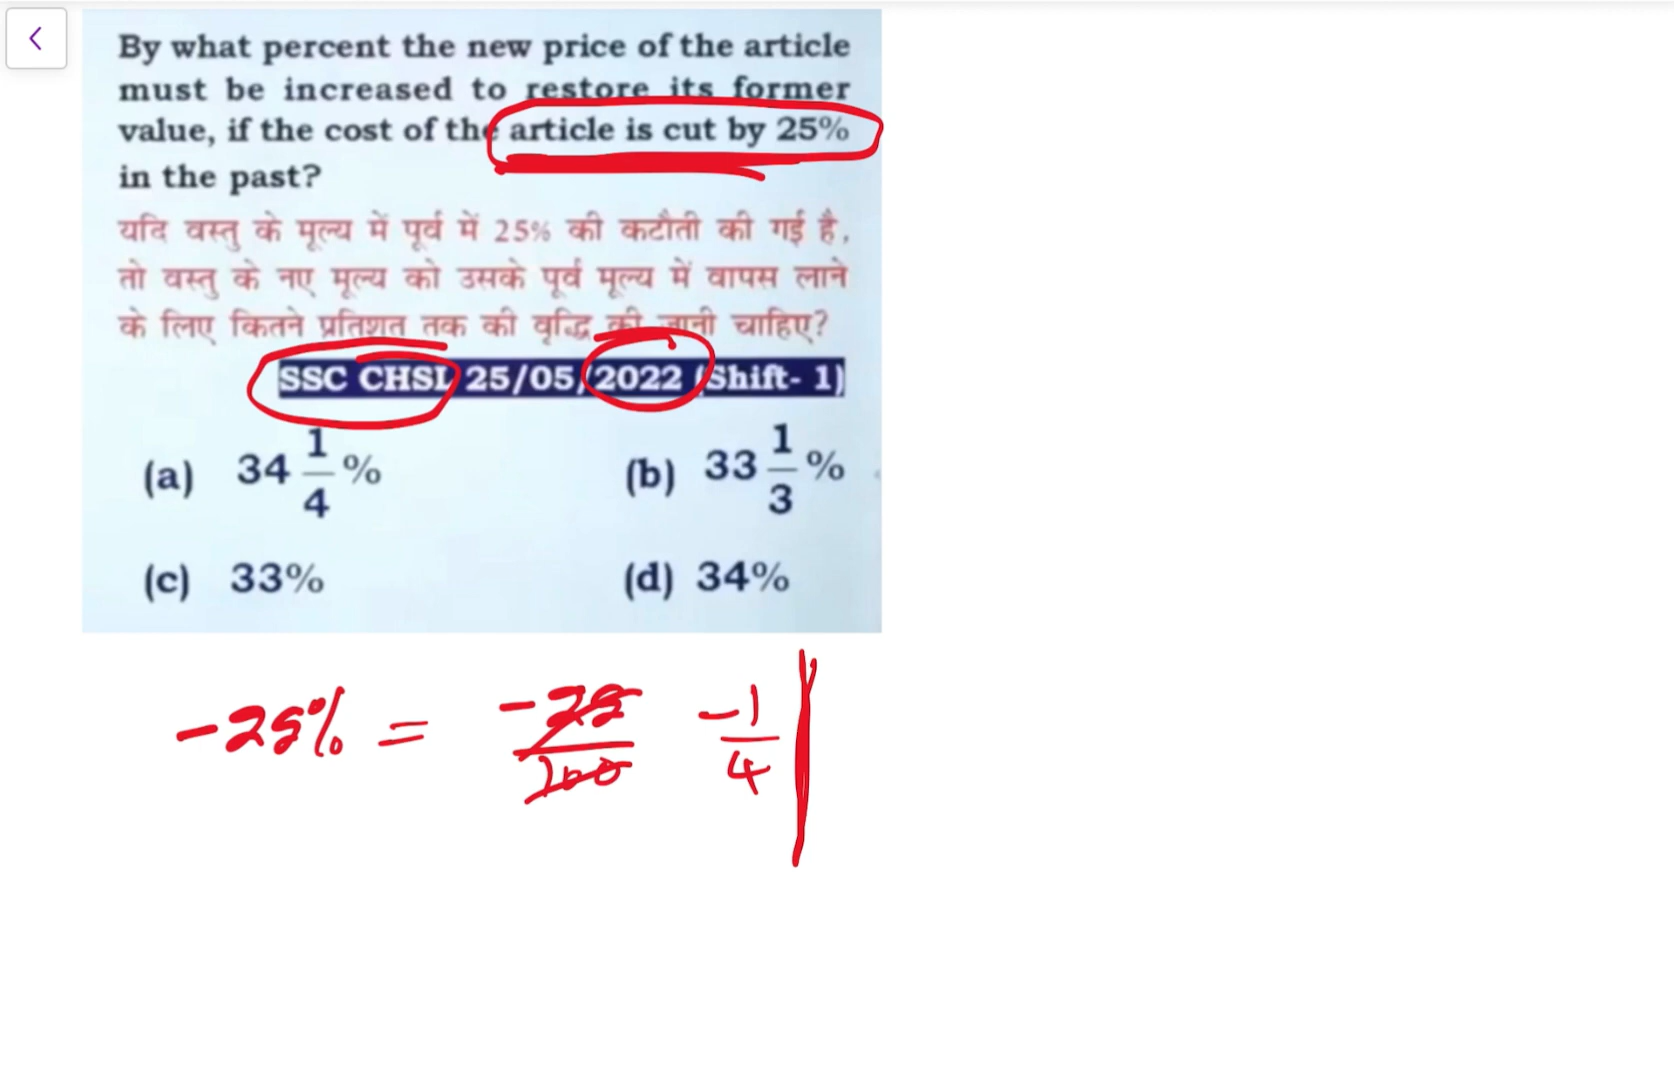 By what percent the new price of the article
must be increased to restore its former
value, if the cost of the article is cut by 25%
in the past?
यदि वस्तु के मूल्य में पूर्व में 25% की कटौती की गई है,
तो वस्तु के नए मूल्य को उसके पूर्व मूल्य में वापस लाने
के लिए कितने प्रतिशत तक की वृद्धि की जानी चाहिए?
SSC CHSL 25/05/2022 (Shift- 1)
(a) 34 1/4 % (b) 33 1/3 %
(c) 33% (d) 34%
-25% = -25/100 -1/4